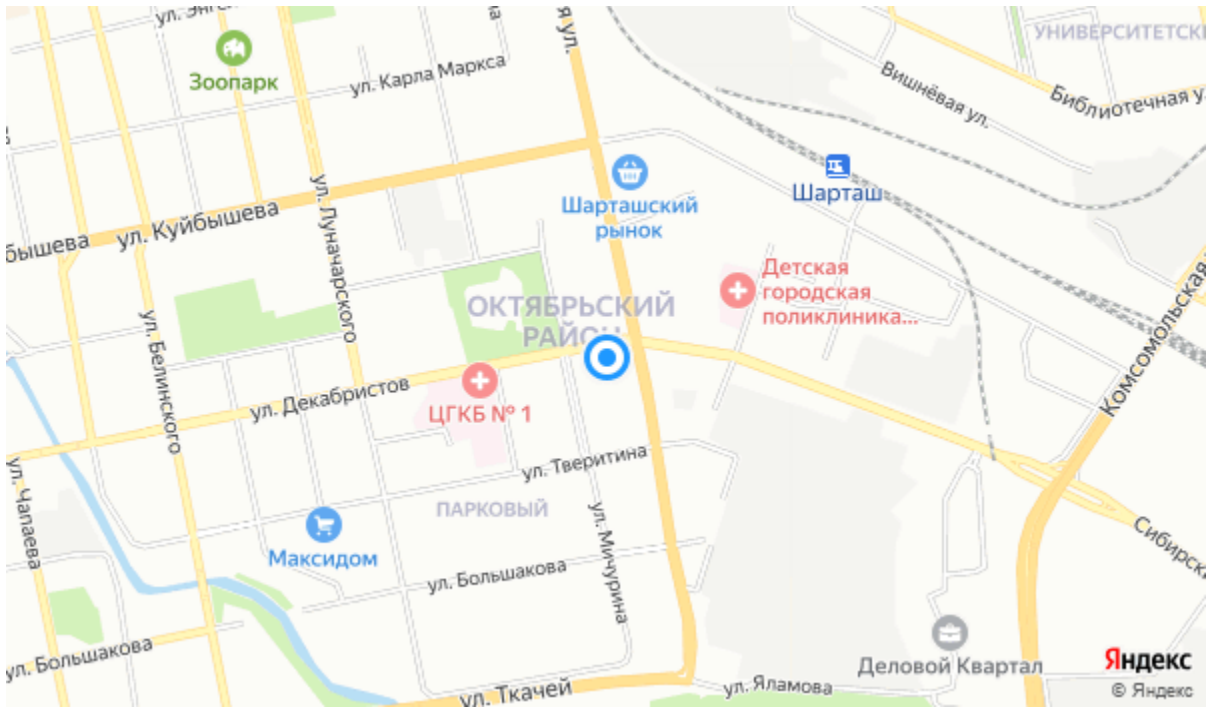 ул. Энге
я ул.
УНИВЕРСИТЕТСКИ
Зоопарк
ул. Карла Маркса
Вишнёвая ул.
Библиотечная у
Шарташ
Шарташский
рынок
бышева
ул. Куйбышева
ул. Луначарского
Детская
городская
поликлиника...
ОКТЯБРЬСКИЙ
РАЙОН
Комсомольская
ул. Белинского
ул. Декабристов
ЦГКБ № 1
ул. Тверитина
ул. Чапаева
ПАРКОВЫЙ
Максидом
ул. Мичурина
Сибирски
ул. Большакова
ул. Большакова
Деловой Квартал
ул. Ткачей
ул. Яламова
Яндекс
© Яндекс